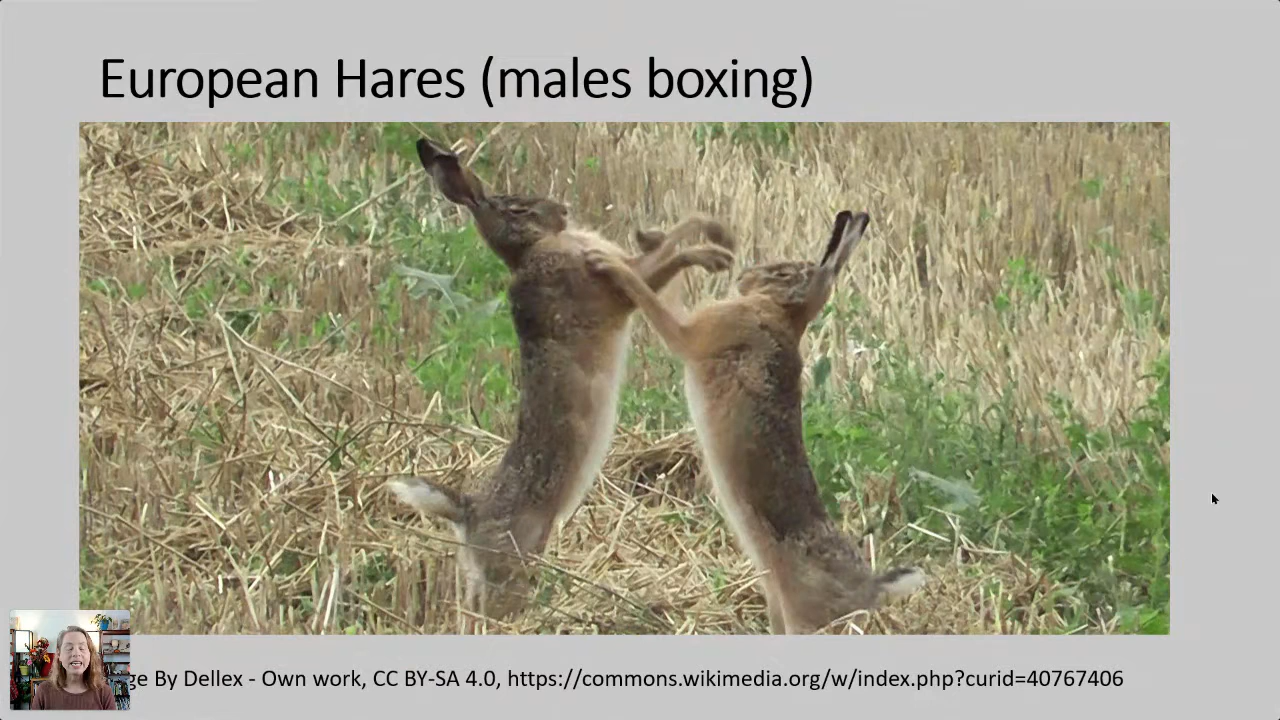 European Hares (males boxing)
ge By Dellex - Own work, CC BY-SA 4.0, https://commons.wikimedia.org/w/index.php?curid=40767406